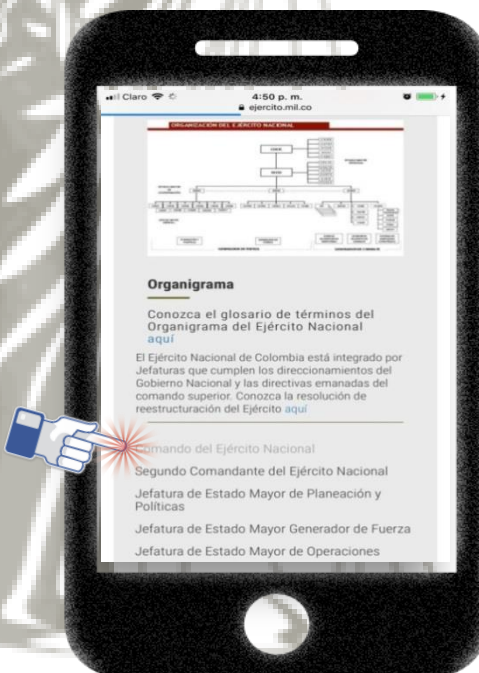 Claro 4:50 p. m.
ejercito.mil.co
ORGANIZACIÓN DEL EJÉRCITO NACIONAL
Organigrama
Conozca el glosario de términos del
Organigrama del Ejército Nacional
aquí
El Ejército Nacional de Colombia está integrado por
Jefaturas que cumplen los direccionamientos del
Gobierno Nacional y las directivas emanadas del
comando superior. Conozca la resolución de
reestructuración del Ejército aquí
Comando del Ejército Nacional
Segundo Comandante del Ejército Nacional
Jefatura de Estado Mayor de Planeación y
Políticas
Jefatura de Estado Mayor Generador de Fuerza
Jefatura de Estado Mayor de Operaciones